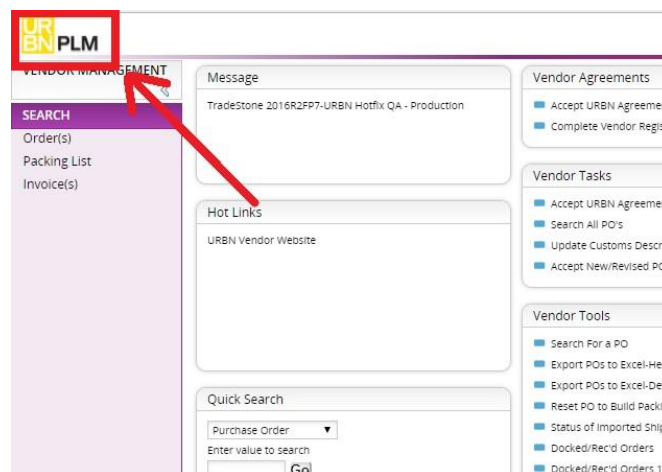 URBN PLM
VENDOR MANAGEMENT
SEARCH
Order(s)
Packing List
Invoice(s)
Message
TradeStone 2016R2FP7-URBN Hotfix QA - Production
Hot Links
URBN Vendor Website
Quick Search
Purchase Order
Enter value to search
Go
Vendor Agreements
Accept URBN Agreeme
Complete Vendor Regis
Vendor Tasks
Accept URBN Agreeme
Search All PO's
Update Customs Descr
Accept New/Revised PO
Vendor Tools
Search For a PO
Export POs to Excel-He
Export POs to Excel-De
Reset PO to Build Packi
Status of Imported Ship
Docked/Rec'd Orders
Docked/Rec'd Orders 1